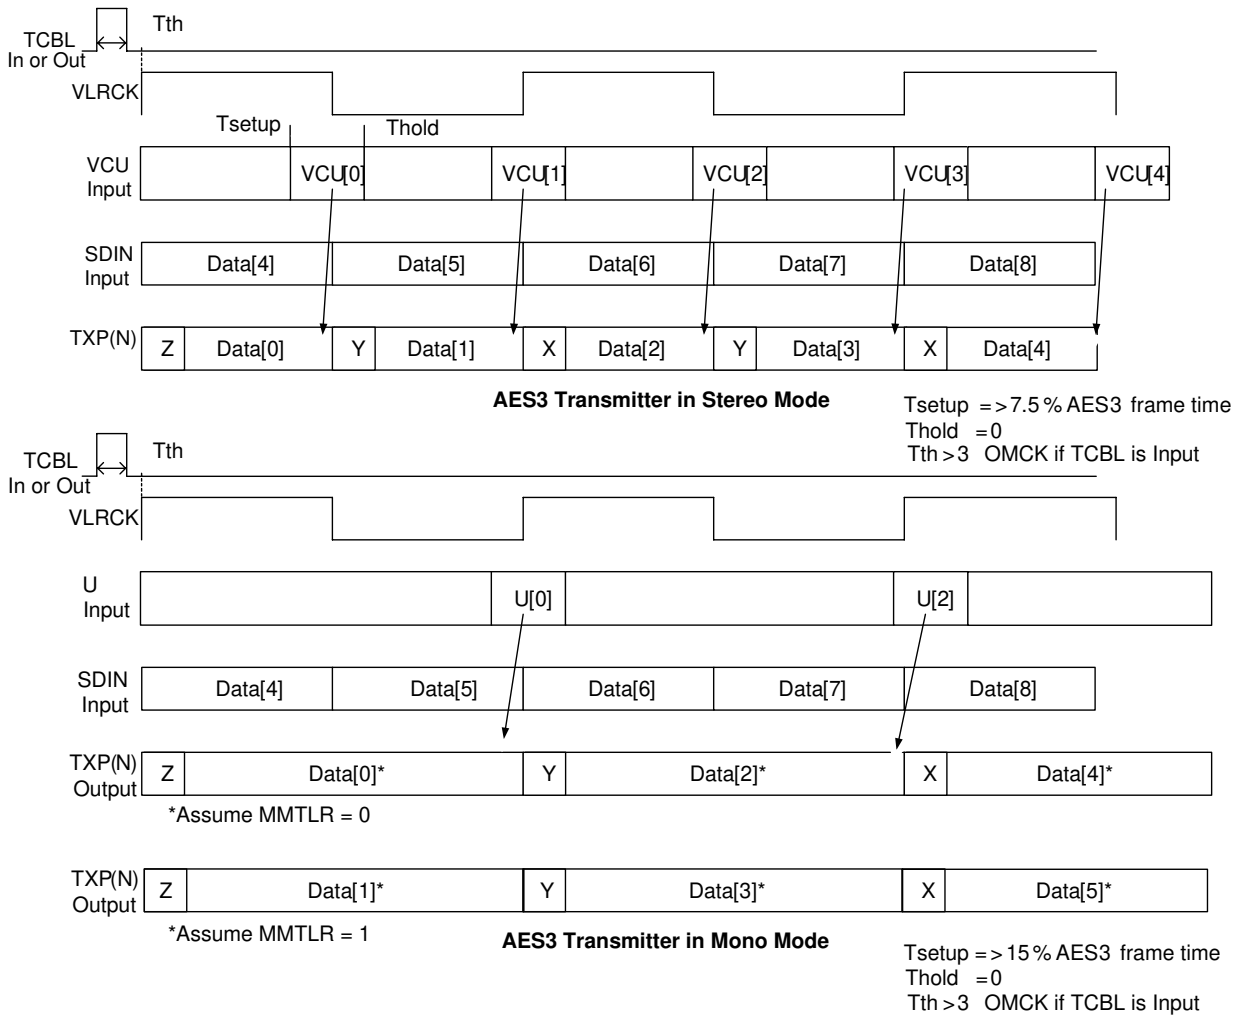 TCBL
In or Out
Tth
VLRCK
Tsetup
Thold
VCU
Input
VCU[0]
VCU[1]
VCU[2]
VCU[3]
VCU[4]
SDIN
Input
Data[4]
Data[5]
Data[6]
Data[7]
Data[8]
TXP(N)
Z
Data[0]
Y
Data[1]
X
Data[2]
Y
Data[3]
X
Data[4]
AES3 Transmitter in Stereo Mode
Tsetup =>7.5% AES3 frame time
Thold =0
Tth >3 OMCK if TCBL is Input
TCBL
In or Out
Tth
VLRCK
U
Input
U[0]
U[2]
SDIN
Input
Data[4]
Data[5]
Data[6]
Data[7]
Data[8]
TXP(N)
Output
Z
Data[0]*
Y
Data[2]*
X
Data[4]*
*Assume MMTLR = 0
TXP(N)
Output
Z
Data[1]*
Y
Data[3]*
X
Data[5]*
*Assume MMTLR = 1
AES3 Transmitter in Mono Mode
Tsetup =>15% AES3 frame time
Thold =0
Tth >3 OMCK if TCBL is Input